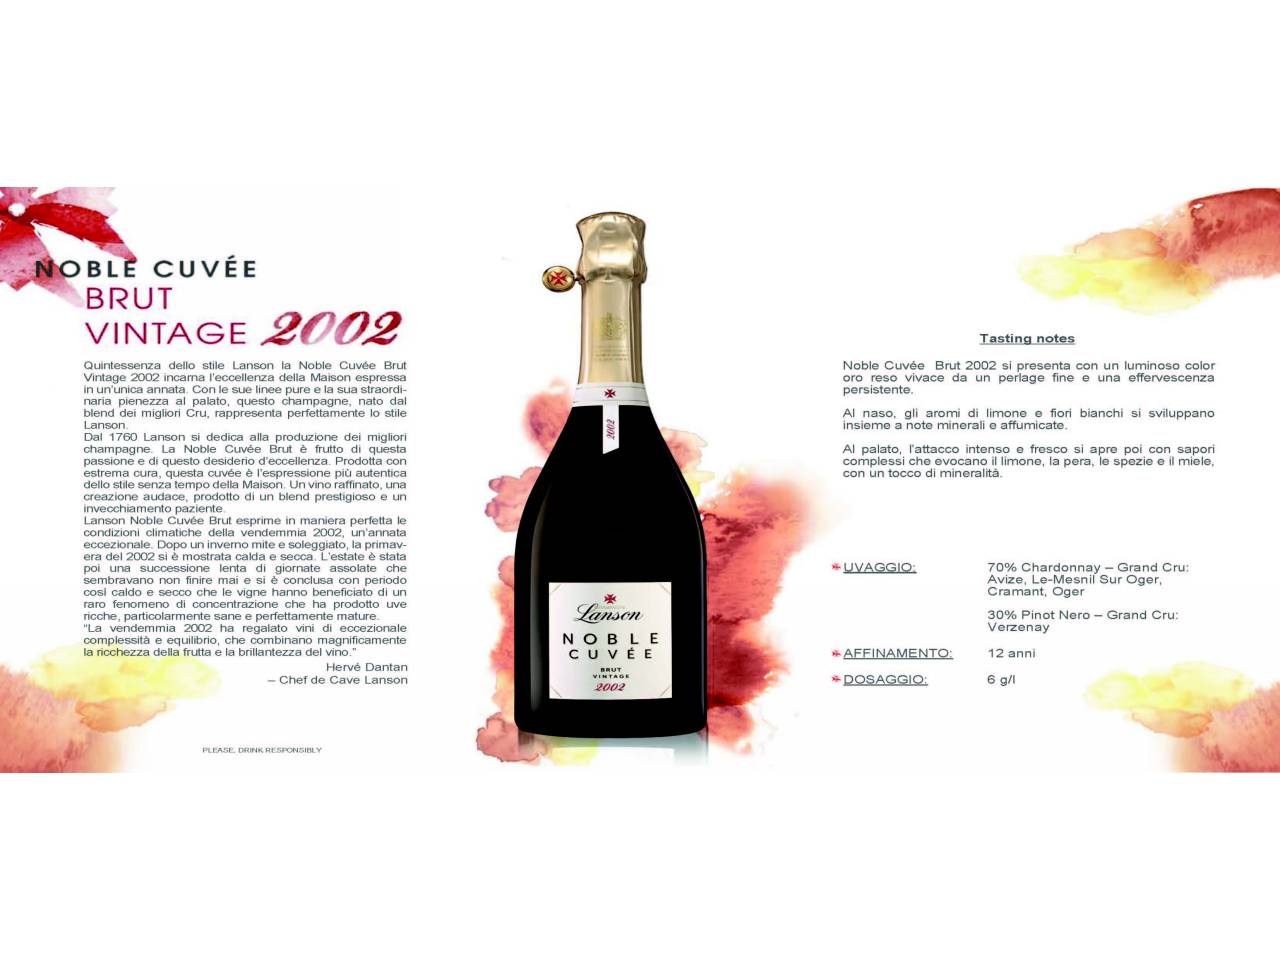 NOBLE CUVÉE
BRUT
VINTAGE 2002
Quintessenza dello stile Lanson la Noble Cuvée Brut
Vintage 2002 incarna l'eccellenza della Maison espressa
in un'unica annata. Con le sue linee pure e la sua straordi-
naria pienezza al palato, questo champagne, nato dal
blend dei migliori Cru, rappresenta perfettamente lo stile
Lanson.
Dal 1760 Lanson si dedica alla produzione dei migliori
champagne. La Noble Cuvée Brut è frutto di questa
passione e di questo desiderio d'eccellenza. Prodotta con
estrema cura, questa cuvée è l'espressione più autentica
dello stile senza tempo della Maison. Un vino raffinato, una
creazione audace, prodotto di un blend prestigioso e un
invecchiamento paziente.
Lanson Noble Cuvée Brut esprime in maniera perfetta le
condizioni climatiche della vendemmia 2002, un'annata
eccezionale. Dopo un inverno mite e soleggiato, la primav-
era del 2002 si è mostrata calda e secca. L'estate è stata
poi una successione lenta di giornate assolate che
sembravano non finire mai e si è conclusa con periodo
così caldo e secco che le vigne hanno beneficiato di un
raro fenomeno di concentrazione che ha prodotto uve
ricche, particolarmente sane e perfettamente mature.
"La vendemmia 2002 ha regalato vini di eccezionale
complessità e equilibrio, che combinano magnificamente
la ricchezza della frutta e la brillantezza del vino."
Hervé Dantan
– Chef de Cave Lanson
PLEASE, DRINK RESPONSIBLY
2002
Lanson
NOBLE
CUVÉE
BRUT
VINTAGE
2002
Tasting notes
Noble Cuvée Brut 2002 si presenta con un luminoso color
oro reso vivace da un perlage fine e una effervescenza
persistente.
Al naso, gli aromi di limone e fiori bianchi si sviluppano
insieme a note minerali e affumicate.
Al palato, l'attacco intenso e fresco si apre poi con sapori
complessi che evocano il limone, la pera, le spezie e il miele,
con un tocco di mineralità.
UVAGGIO: 70% Chardonnay – Grand Cru:
Avize, Le-Mesnil Sur Oger,
Cramant, Oger
30% Pinot Nero – Grand Cru:
Verzenay
AFFINAMENTO: 12 anni
DOSAGGIO: 6 g/l